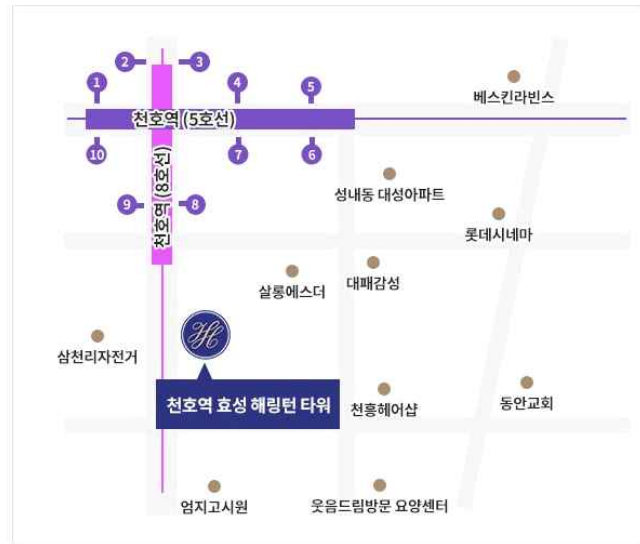 2
3
1
4
5
베스킨라빈스
천호역 (5호선)
10
7
6
천호역 (8호선)
성내동 대성아파트
9
8
롯데시네마
살롱에스더
대패감성
삼천리자전거
H
천호역 효성 해링턴 타워
천흥헤어샵
동안교회
엄지고시원
웃음드림방문 요양센터